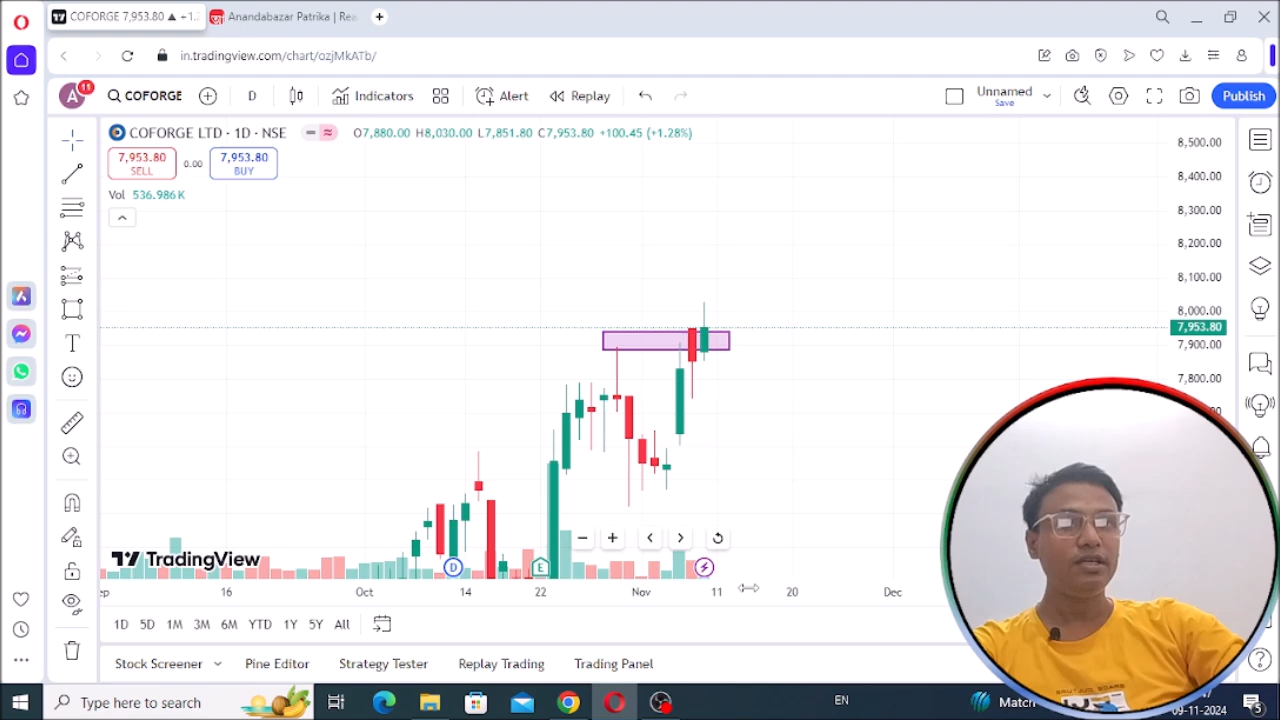 COFORGE 7,953.80 ▲ +1.2
Anandabazar Patrika | Rea
in.tradingview.com/chart/ozjMkATb/
A 11 COFORGE D Indicators Alert Replay Unnamed Save Publish
COFORGE LTD · 1D · NSE O7,880.00 H8,030.00 L7,851.80 C7,953.80 +100.45 (+1.28%)
7,953.80 SELL 0.00 7,953.80 BUY
Vol 536.986K
8,500.00
8,400.00
8,300.00
8,200.00
8,100.00
8,000.00
7,953.80
7,900.00
7,800.00
TradingView
D E
16 Oct 14 22 Nov 11 20 Dec
1D 5D 1M 3M 6M YTD 1Y 5Y All
Stock Screener Pine Editor Strategy Tester Replay Trading Trading Panel
Type here to search
EN
Match
09-11-2024
5